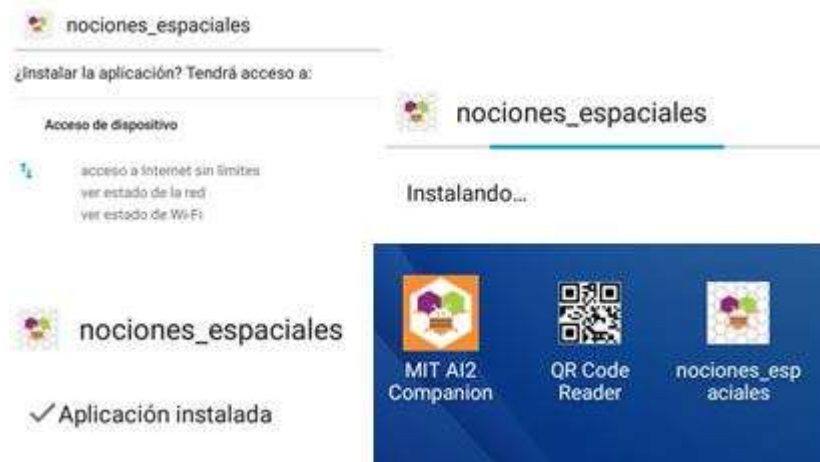 nociones_espaciales
¿Instalar la aplicación? Tendrá acceso a:
Acceso de dispositivo
acceso a Internet sin límites
ver estado de la red
ver estado de Wi-Fi
nociones_espaciales
Instalando...
nociones_espaciales
✓Aplicación instalada
MIT AI2
Companion
QR Code
Reader
nociones_esp
aciales